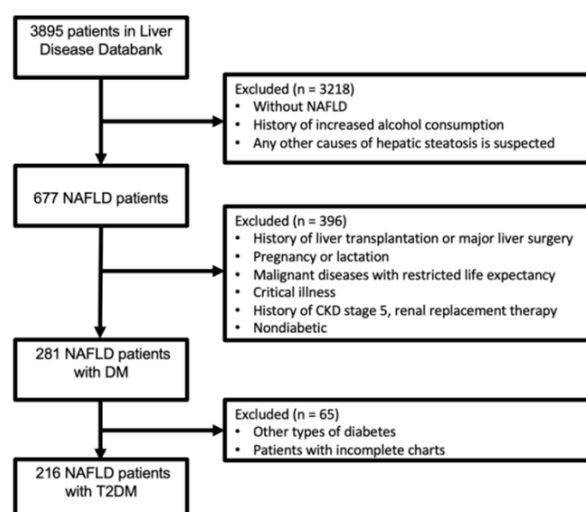 3895 patients in Liver
Disease Databank
Excluded (n = 3218)
• Without NAFLD
• History of increased alcohol consumption
• Any other causes of hepatic steatosis is suspected
677 NAFLD patients
Excluded (n = 396)
• History of liver transplantation or major liver surgery
• Pregnancy or lactation
• Malignant diseases with restricted life expectancy
• Critical illness
• History of CKD stage 5, renal replacement therapy
• Nondiabetic
281 NAFLD patients
with DM
Excluded (n = 65)
• Other types of diabetes
• Patients with incomplete charts
216 NAFLD patients
with T2DM